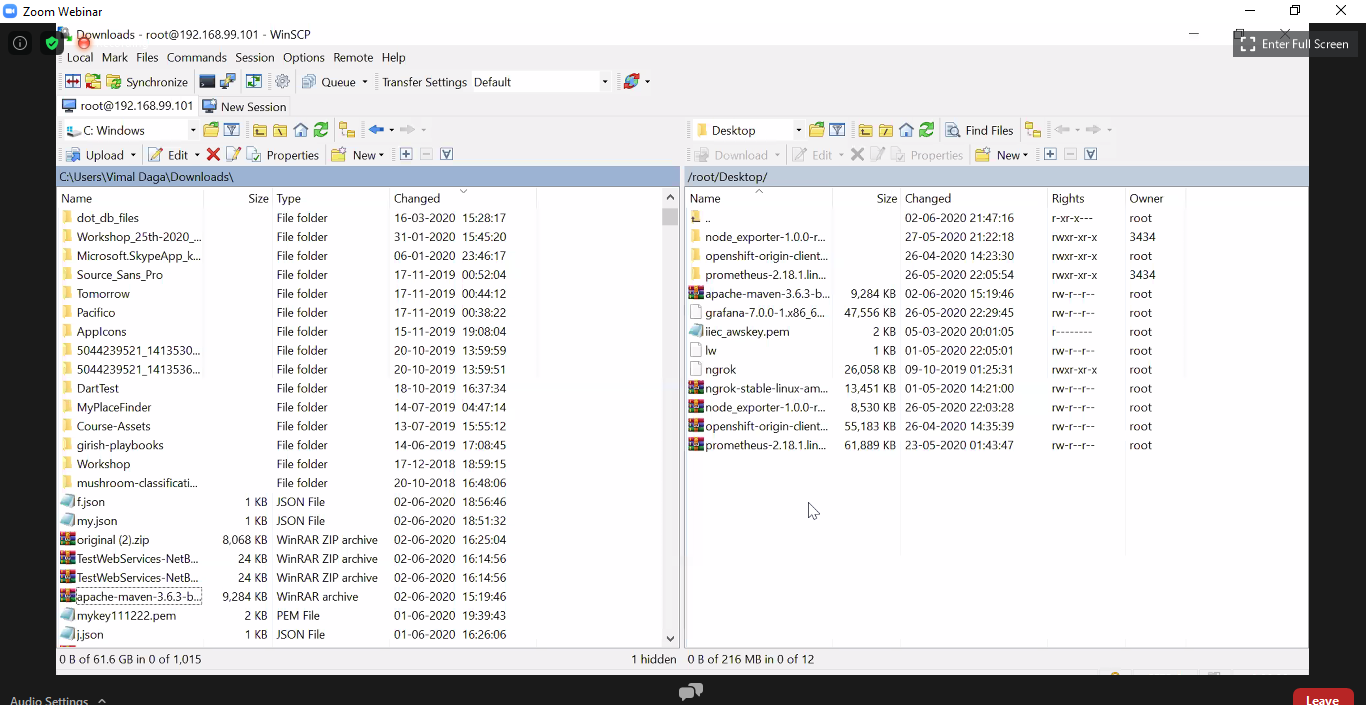 Zoom Webinar
Downloads - root@192.168.99.101 - WinSCP
Enter Full Screen
Local Mark Files Commands Session Options Remote Help
Synchronize Queue Transfer Settings Default
root@192.168.99.101 New Session
C: Windows Desktop Find Files
Upload Edit Properties New Download Edit Properties New
C:\Users\Vimal Daga\Downloads\ /root/Desktop/
Name Size Type Changed Name Size Changed Rights Owner
dot_db_files File folder 16-03-2020 15:28:17 .. 02-06-2020 21:47:16 r-xr-x--- root
Workshop_25th-2020_... File folder 31-01-2020 15:45:20 node_exporter-1.0.0-r... 27-05-2020 21:22:18 rwxr-xr-x 3434
Microsoft.SkypeApp_k... File folder 06-01-2020 23:46:17 openshift-origin-client... 26-04-2020 14:23:30 rwxr-xr-x root
Source_Sans_Pro File folder 17-11-2019 00:52:04 prometheus-2.18.1.lin... 26-05-2020 22:05:54 rwxr-xr-x 3434
Tomorrow File folder 17-11-2019 00:44:12 apache-maven-3.6.3-b... 9,284 KB 02-06-2020 15:19:46 rw-r--r-- root
Pacifico File folder 17-11-2019 00:38:22 grafana-7.0.0-1.x86_6... 47,556 KB 26-05-2020 22:29:45 rw-r--r-- root
AppIcons File folder 15-11-2019 19:08:04 iiec_awskey.pem 2 KB 05-03-2020 20:01:05 r-------- root
5044239521_1413530... File folder 20-10-2019 13:59:59 lw 1 KB 01-05-2020 22:05:01 rw-r--r-- root
5044239521_1413536... File folder 20-10-2019 13:59:51 ngrok 26,058 KB 09-10-2019 01:25:31 rwxr-xr-x root
DartTest File folder 18-10-2019 16:37:34 ngrok-stable-linux-am... 13,451 KB 01-05-2020 14:21:00 rw-r--r-- root
MyPlaceFinder File folder 14-07-2019 04:47:14 node_exporter-1.0.0-r... 8,530 KB 26-05-2020 22:03:28 rw-r--r-- root
Course-Assets File folder 13-07-2019 15:55:12 openshift-origin-client... 55,183 KB 26-04-2020 14:35:39 rw-r--r-- root
girish-playbooks File folder 14-06-2019 17:08:45 prometheus-2.18.1.lin... 61,889 KB 23-05-2020 01:43:47 rw-r--r-- root
Workshop File folder 17-12-2018 18:59:15
mushroom-classificati... File folder 20-10-2018 16:48:06
f.json 1 KB JSON File 02-06-2020 18:56:46
my.json 1 KB JSON File 02-06-2020 18:51:32
original (2).zip 8,068 KB WinRAR ZIP archive 02-06-2020 16:25:04
TestWebServices-NetB... 24 KB WinRAR ZIP archive 02-06-2020 16:14:56
TestWebServices-NetB... 24 KB WinRAR ZIP archive 02-06-2020 16:14:56
apache-maven-3.6.3-b... 9,284 KB WinRAR archive 02-06-2020 15:19:46
mykey111222.pem 2 KB PEM File 01-06-2020 19:39:43
j.json 1 KB JSON File 01-06-2020 16:26:06
0 B of 61.6 GB in 0 of 1,015 1 hidden 0 B of 216 MB in 0 of 12
Audio Settings Leave